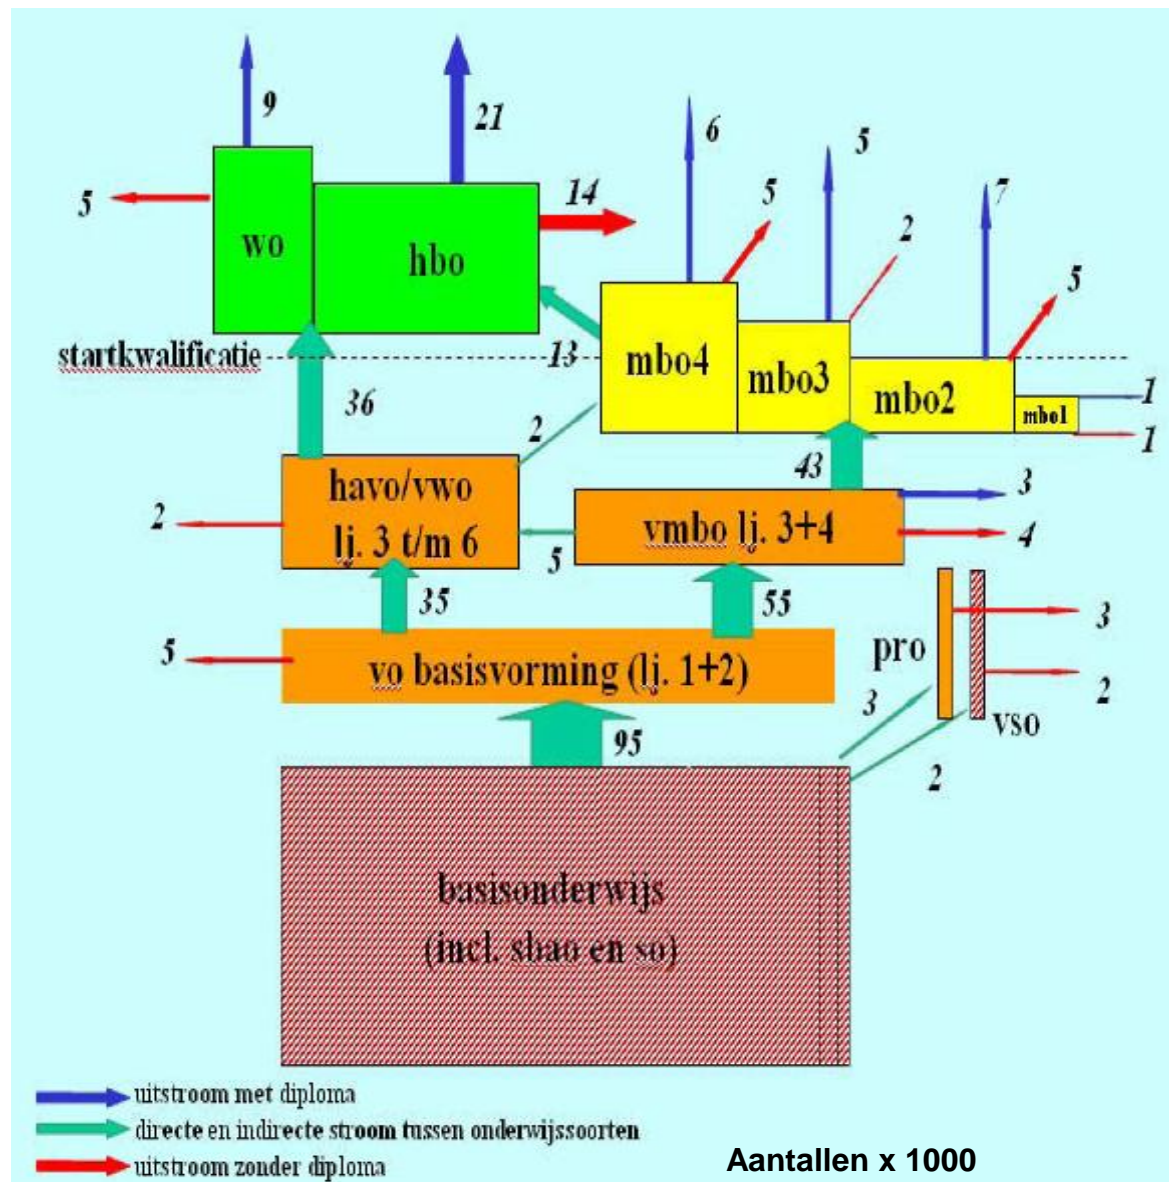 9
21
6
5
5
14
5
7
2
5
wo
hbo
startkwalificatie
13
mbo4
mbo3
mbo2
mbo1
1
1
36
2
43
havo/vwo
lj. 3 t/m 6
2
5
vmbo lj. 3+4
3
4
35
55
5
vo basisvorming (lj. 1+2)
pro
3
3
2
vso
95
2
basisonderwijs
(incl. sbao en so)
uitstroom met diploma
directe en indirecte stroom tussen onderwijssoorten
uitstroom zonder diploma
Aantallen x 1000